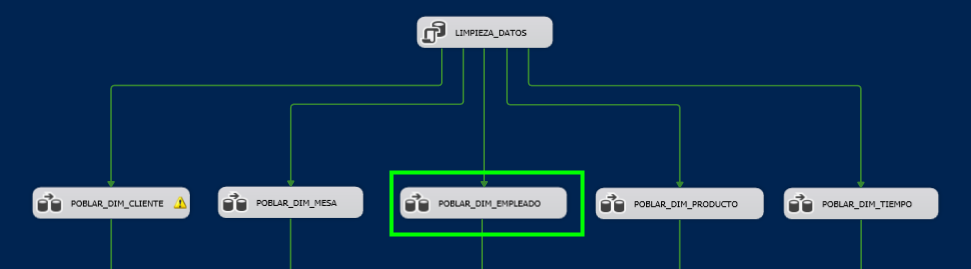 LIMPIEZA_DATOS
POBLAR_DIM_CLIENTE
POBLAR_DIM_MESA
POBLAR_DIM_EMPLEADO
POBLAR_DIM_PRODUCTO
POBLAR_DIM_TIEMPO